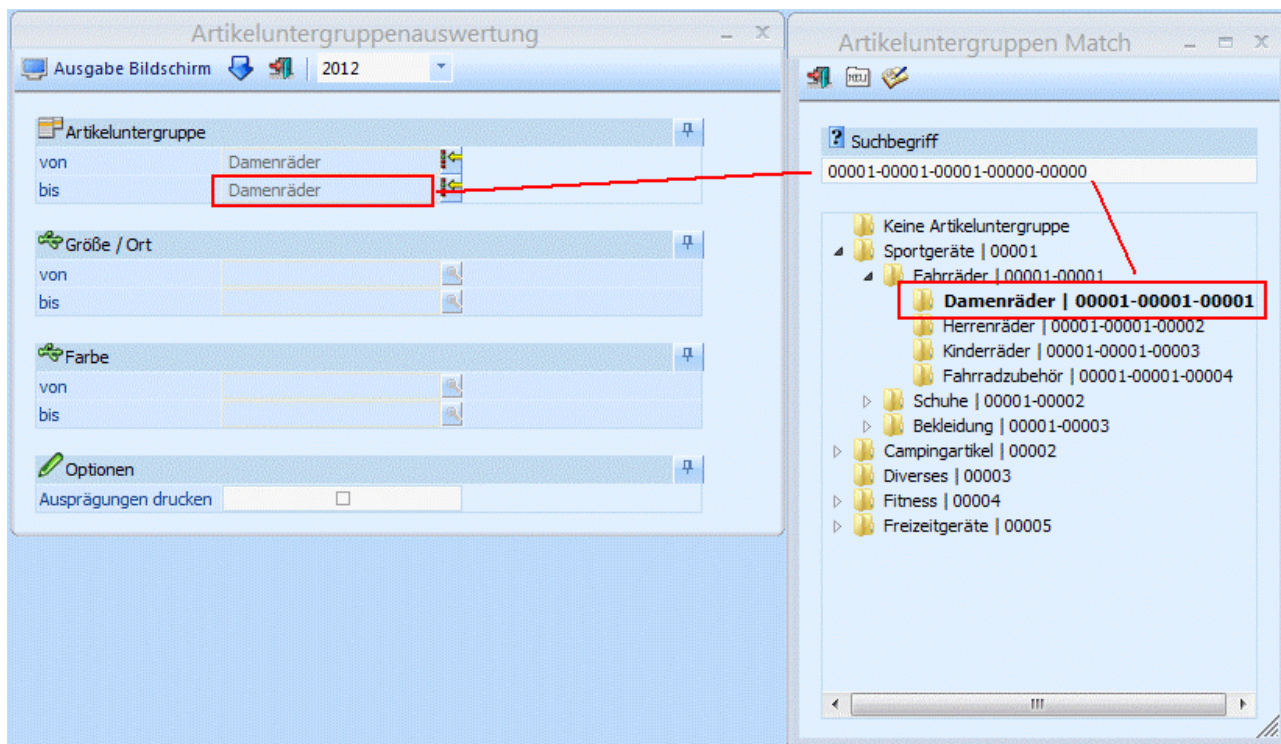 Artikeluntergruppenauswertung
Ausgabe Bildschirm 2012
Artikeluntergruppe
von Damenräder
bis Damenräder
Größe / Ort
von
bis
Farbe
von
bis
Optionen
Ausprägungen drucken
Artikeluntergruppen Match
NEU
Suchbegriff
00001-00001-00001-00000-00000
Keine Artikeluntergruppe
Sportgeräte | 00001
Fahrräder | 00001-00001
Damenräder | 00001-00001-00001
Herrenräder | 00001-00001-00002
Kinderräder | 00001-00001-00003
Fahrradzubehör | 00001-00001-00004
Schuhe | 00001-00002
Bekleidung | 00001-00003
Campingartikel | 00002
Diverses | 00003
Fitness | 00004
Freizeitgeräte | 00005